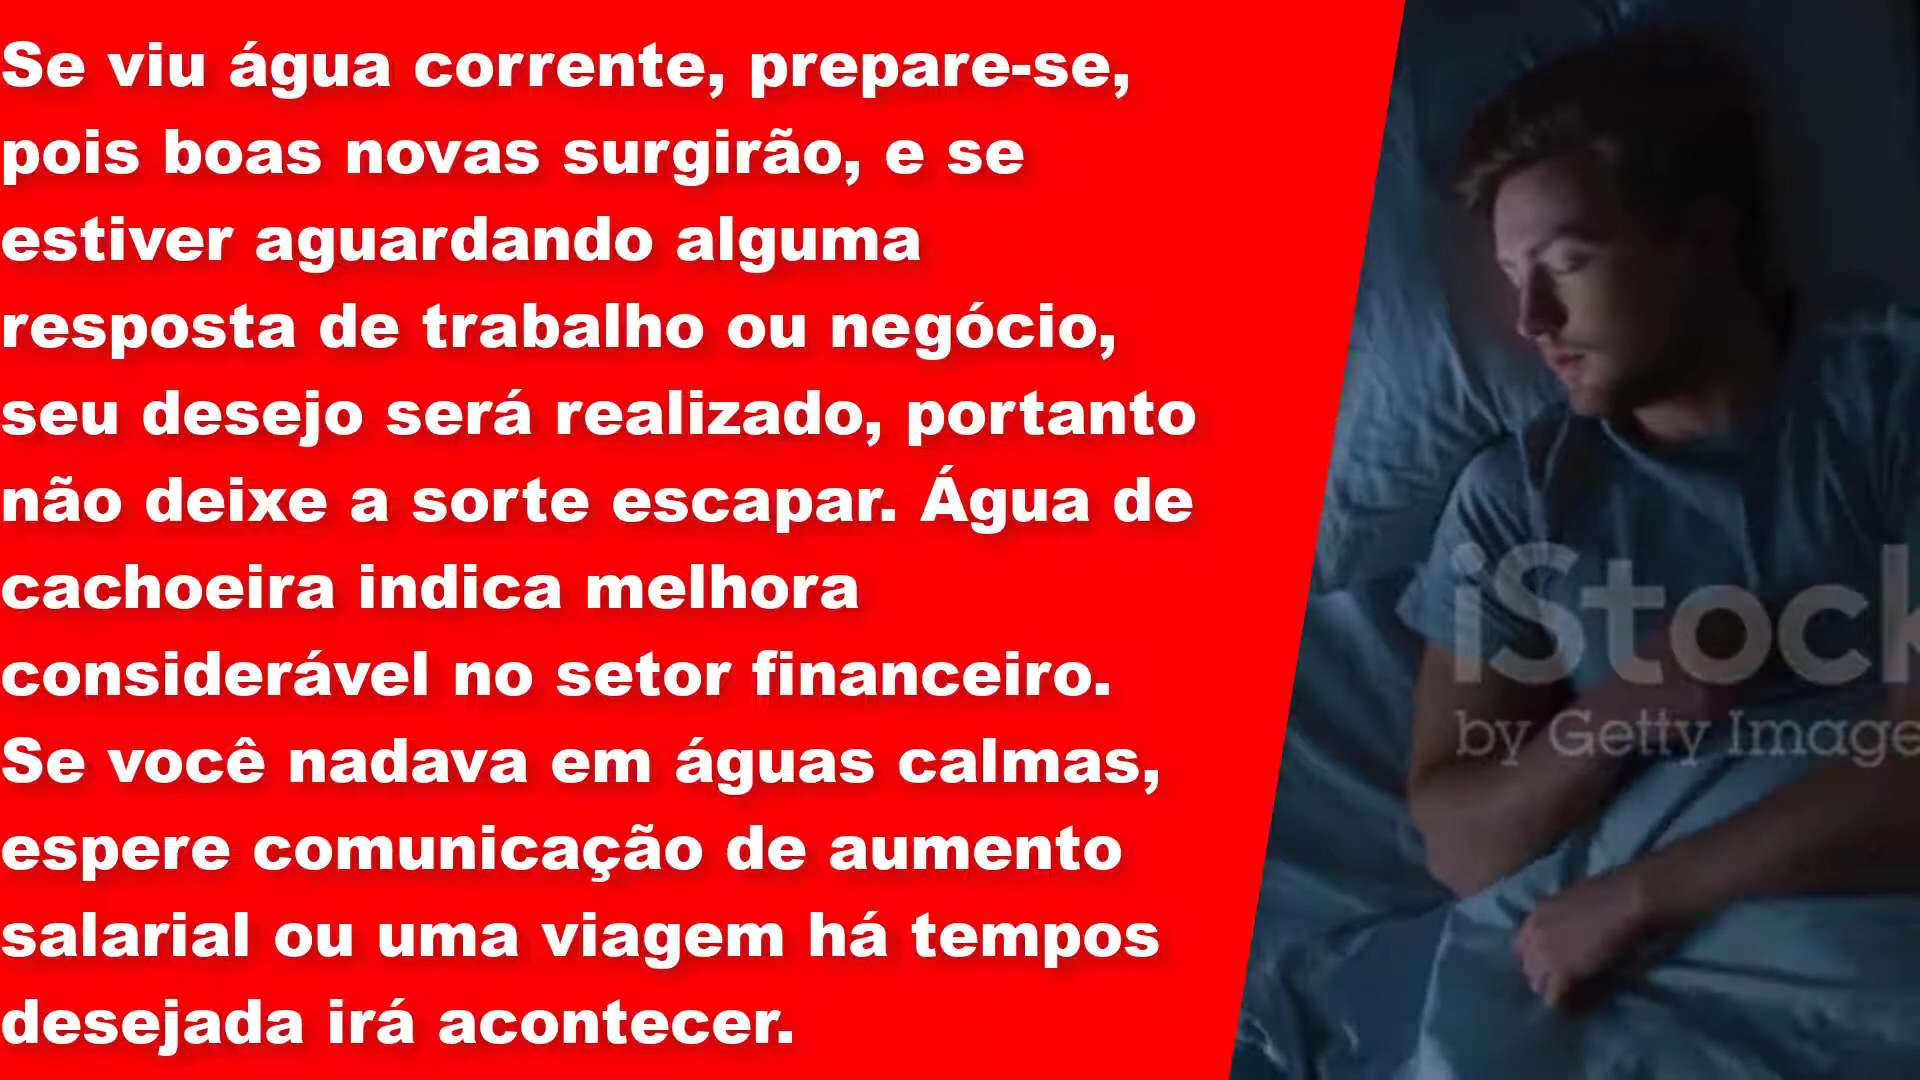 Se viu água corrente, prepare-se,
pois boas novas surgirão, e se
estiver aguardando alguma
resposta de trabalho ou negócio,
seu desejo será realizado, portanto
não deixe a sorte escapar. Água de
cachoeira indica melhora
considerável no setor financeiro.
Se você nadava em águas calmas,
espere comunicação de aumento
salarial ou uma viagem há tempos
desejada irá acontecer.
iStock
by Getty Image